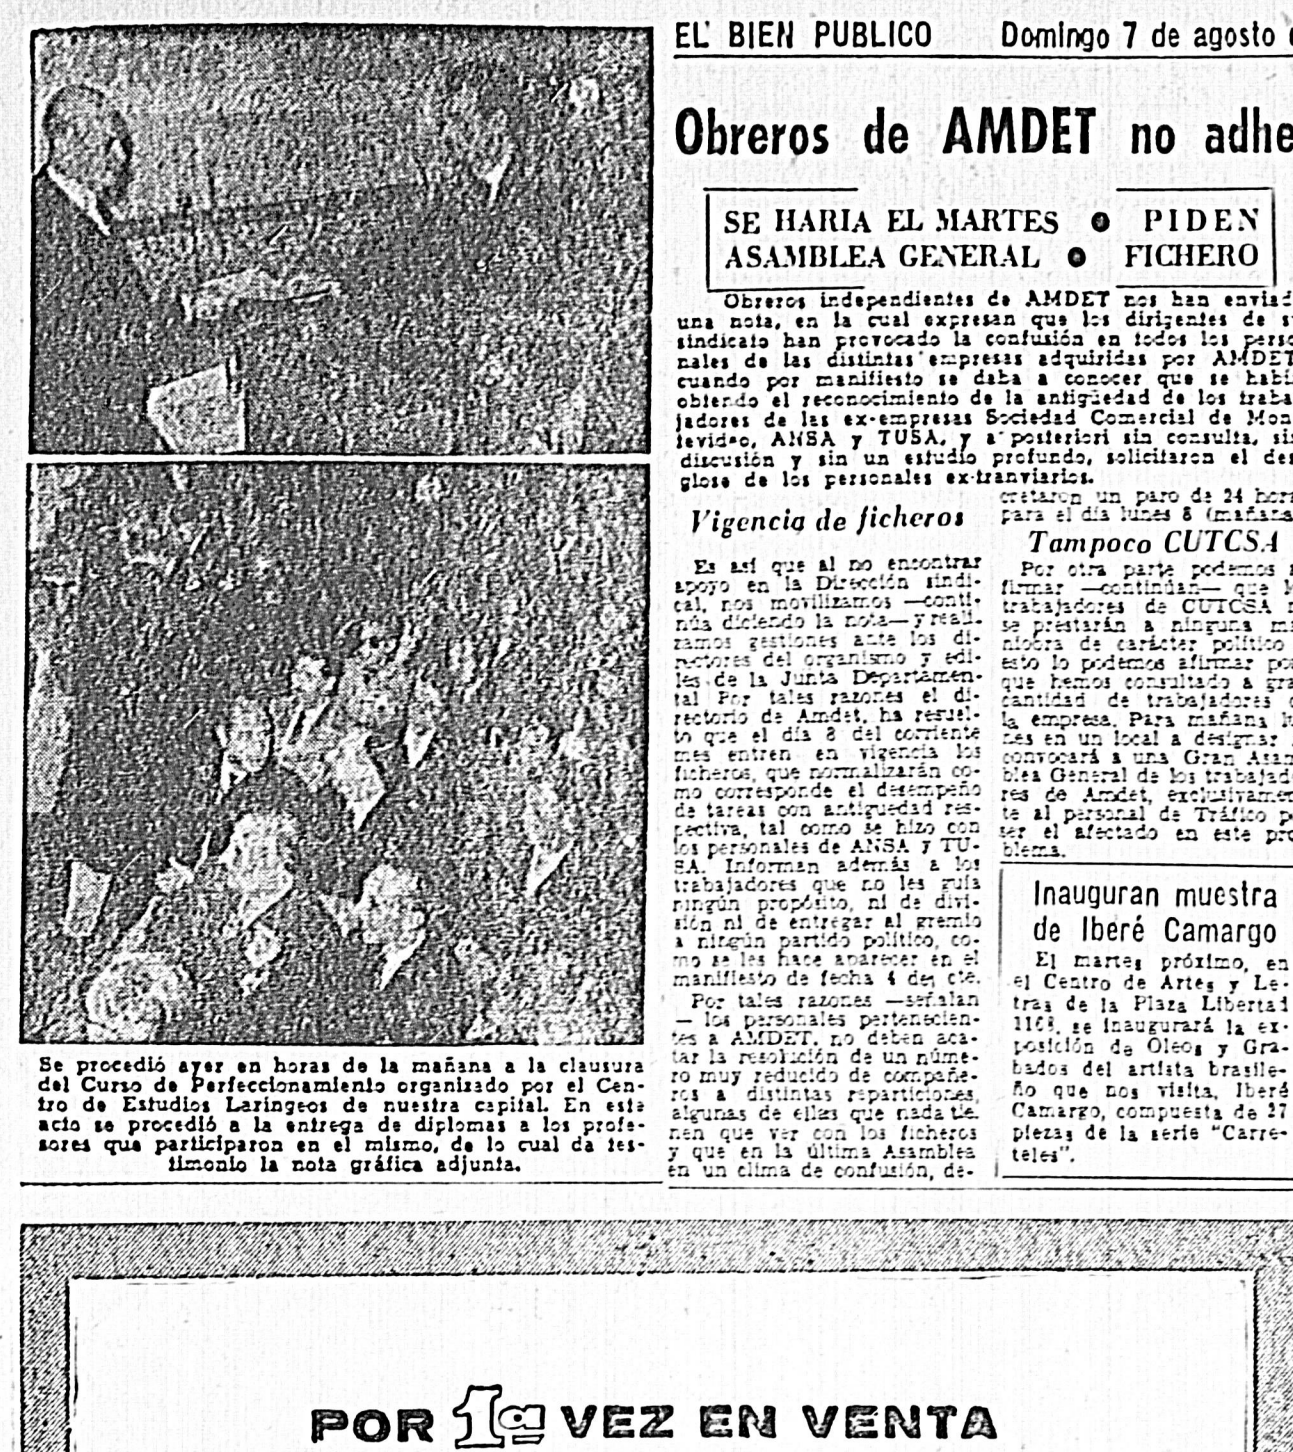 EL BIEN PUBLICO Domingo 7 de agosto
Obreros de AMDET no adhe
SE HARIA EL MARTES ● PIDEN
ASAMBLEA GENERAL ● FICHERO
Obreros independientes de AMDET nos han enviad
una nota, en la cual expresan que los dirigentes de s
sindicato han provocado la confusión en todos los perso
nales de las distintas empresas adquiridas por AMDET
cuando por manifiesto se daba a conocer que se habí
obtenido el reconocimiento de la antigüedad de los traba
jadores de las ex-empresas Sociedad Comercial de Mon
tevideo, ANSA y TUSA, y a posteriori sin consulta, si
discusión y sin un estudio profundo, solicitaron el des
glose de los personales ex-tranviarios.
Vigencia de ficheros
Es así que al no encontrar
apoyo en la Dirección sindi-
cal, nos movilizamos —conti-
núa diciendo la nota— y reali-
zamos gestiones ante los di-
rectores del organismo y edi-
les de la Junta Departamen-
tal Por tales razones el di-
rectorio de Amdet, ha resuel-
to que el día 8 del corriente
mes entren en vigencia los
ficheros, que normalizarán co-
mo corresponde el desempeño
de tareas con antiguedad res-
pectiva, tal como se hizo con
los personales de ANSA y TU-
SA. Informan además a los
trabajadores que no les guía
ningún propósito, ni de divi-
sión ni de entregar al gremio
a ningún partido político, co-
mo se les hace aparecer en el
manifiesto de fecha 4 del cte.
Por tales razones —señalan
— los personales pertenecien-
tes a AMDET, no deben aca-
tar la resolución de un núme-
ro muy reducido de compañe-
ros a distintas reparticiones,
algunas de ellas que nada tie-
nen que ver con los ficheros
y que en la última Asamblea
en un clima de confusión, de-
cretaron un paro de 24 hora
para el día lunes 8 (mañana
Tampoco CUTCSA
Por otra parte podemos a
firmar —continúan— que
trabajadores de CUTCSA n
se prestarán a ninguna ma
niobra de carácter político
esto lo podemos afirmar por
que hemos consultado a gra
cantidad de trabajadores
la empresa. Para mañana lu
nes en un local a designar
convocará a una Gran Asam
blea General de los trabajado
res de Amdet, exclusivamen
te al personal de Tráfico p
ser el afectado en este pro
blema.
Inauguran muestra
de Iberé Camargo
El martes próximo, en
el Centro de Artes y Le-
tras de la Plaza Libertad
1168, se inaugurará la ex-
posición de Oleos y Gra-
bados del artista brasile-
ño que nos visita, Iberé
Camargo, compuesta de 27
piezas de la serie "Carre-
teles".
Se procedió ayer en horas de la mañana a la clausura
del Curso de Perfeccionamiento organizado por el Cen-
tro de Estudios Laríngeos de nuestra capital. En este
acto se procedió a la entrega de diplomas a los profe-
sores que participaron en el mismo, de lo cual da tes-
timonio la nota gráfica adjunta.
POR 1ª VEZ EN VENTA